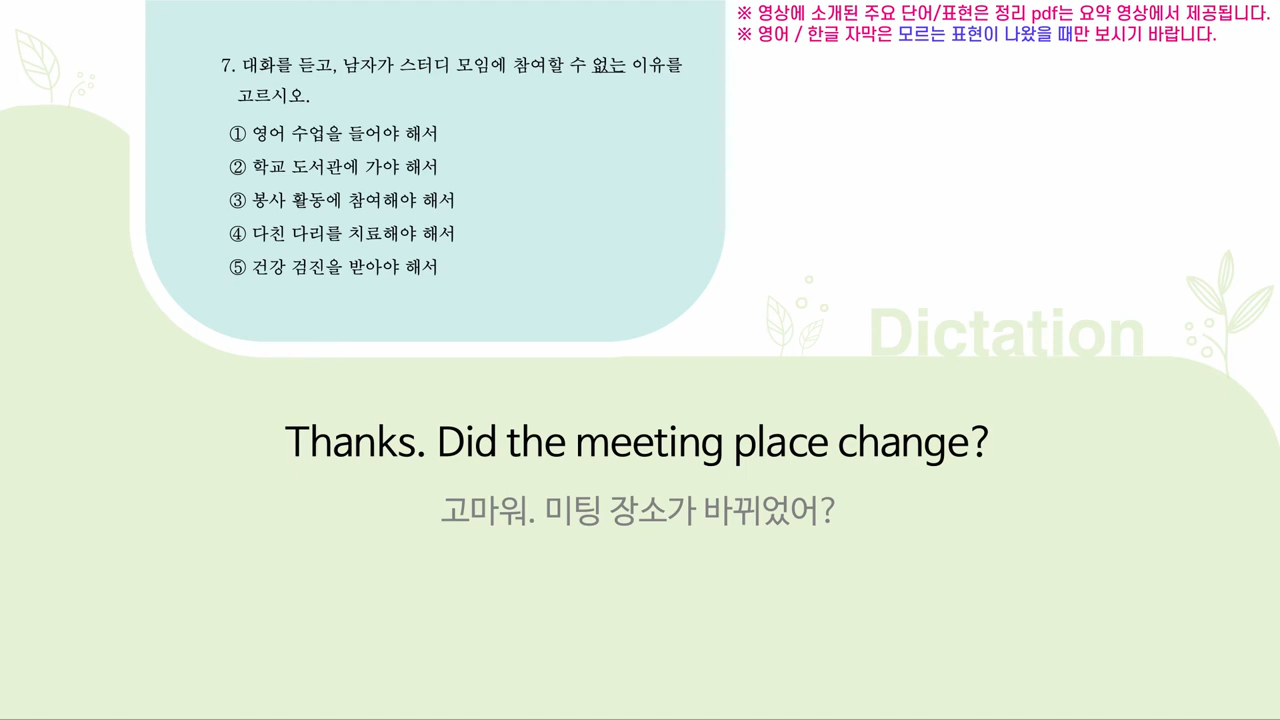 ※ 영상에 소개된 주요 단어/표현은 정리 pdf는 요약 영상에서 제공됩니다.
※ 영어 / 한글 자막은 모르는 표현이 나왔을 때만 보시기 바랍니다.
7. 대화를 듣고, 남자가 스터디 모임에 참여할 수 없는 이유를
고르시오.
① 영어 수업을 들어야 해서
② 학교 도서관에 가야 해서
③ 봉사 활동에 참여해야 해서
④ 다친 다리를 치료해야 해서
⑤ 건강 검진을 받아야 해서
Dictation
Thanks. Did the meeting place change?
고마워. 미팅 장소가 바뀌었어?